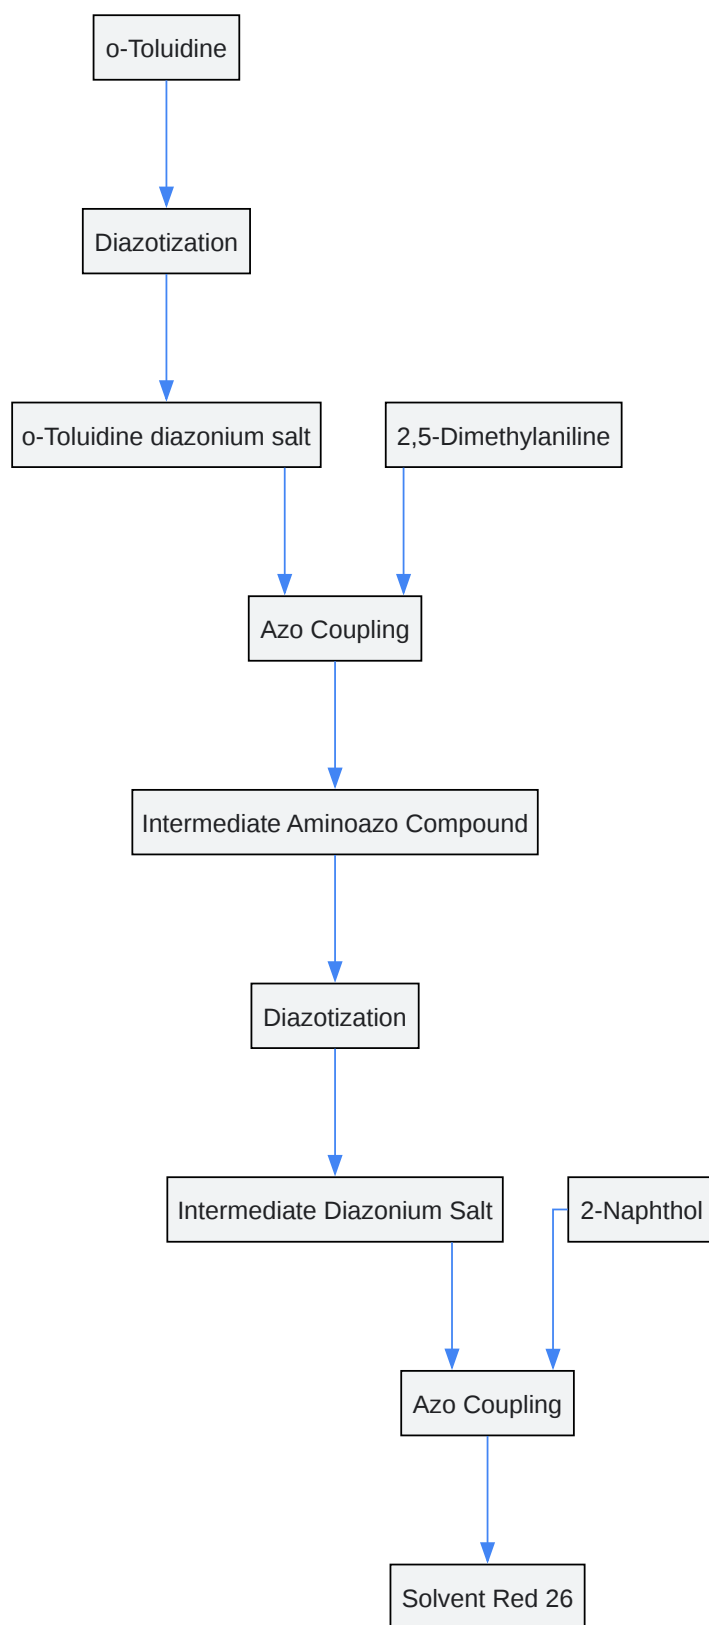 o-Toluidine
Diazotization
o-Toluidine diazonium salt
2,5-Dimethylaniline
Azo Coupling
Intermediate Aminoazo Compound
Diazotization
Intermediate Diazonium Salt
2-Naphthol
Azo Coupling
Solvent Red 26